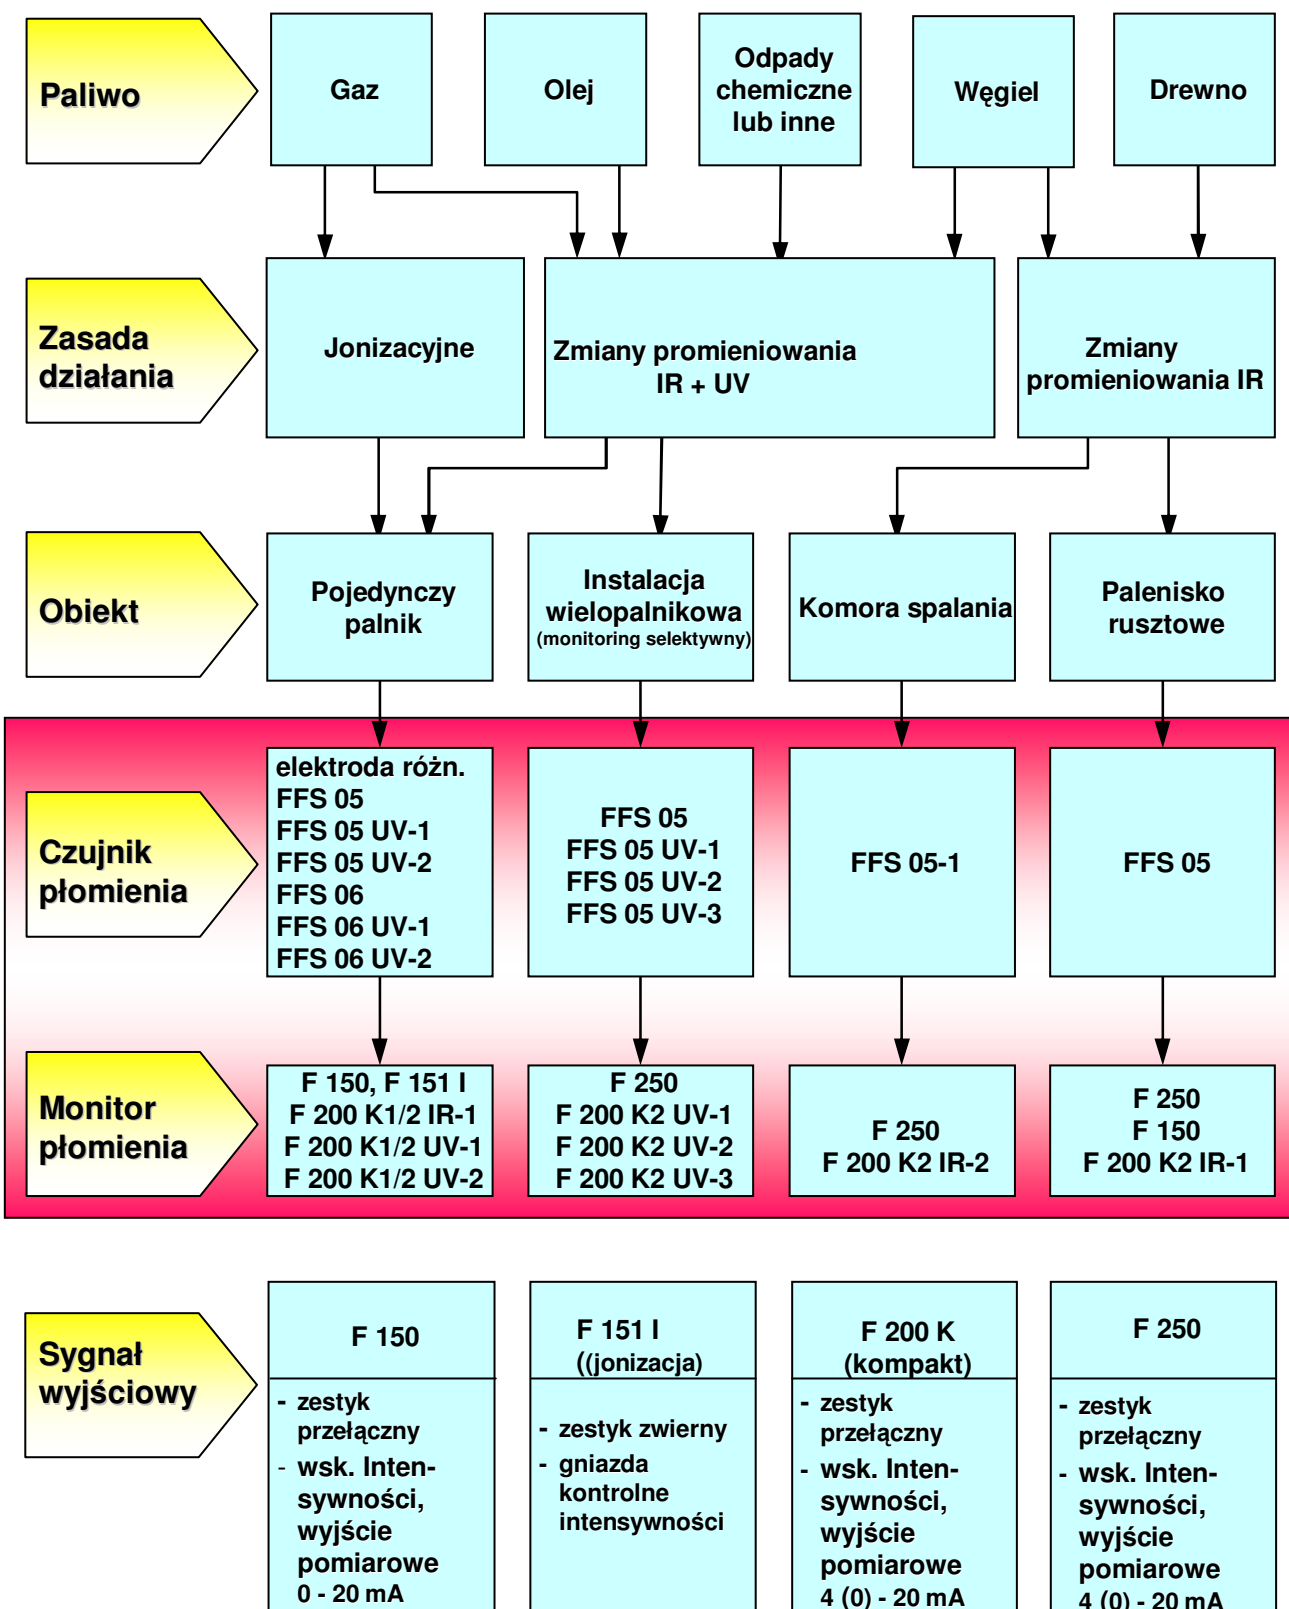 Paliwo
Gaz
Olej
Odpady
chemiczne
lub inne
Węgiel
Drewno
Zasada
działania
Jonizacyjne
Zmiany promieniowania
IR + UV
Zmiany
promieniowania IR
Obiekt
Pojedynczy
palnik
Instalacja
wielopalnikowa
(monitoring selektywny)
Komora spalania
Palenisko
rusztowe
Czujnik
płomienia
elektroda różn.
FFS 05
FFS 05 UV-1
FFS 05 UV-2
FFS 06
FFS 06 UV-1
FFS 06 UV-2
FFS 05
FFS 05 UV-1
FFS 05 UV-2
FFS 05 UV-3
FFS 05-1
FFS 05
Monitor
płomienia
F 150, F 151 I
F 200 K1/2 IR-1
F 200 K1/2 UV-1
F 200 K1/2 UV-2
F 250
F 200 K2 UV-1
F 200 K2 UV-2
F 200 K2 UV-3
F 250
F 200 K2 IR-2
F 250
F 150
F 200 K2 IR-1
Sygnał
wyjściowy
F 150
- zestyk
przełączny
- wsk. Inten-
sywności,
wyjście
pomiarowe
0 - 20 mA
F 151 I
((jonizacja)
- zestyk zwierny
- gniazda
kontrolne
intensywności
F 200 K
(kompakt)
- zestyk
przełączny
- wsk. Inten-
sywności,
wyjście
pomiarowe
4 (0) - 20 mA
F 250
- zestyk
przełączny
- wsk. Inten-
sywności,
wyjście
pomiarowe
4 (0) - 20 mA